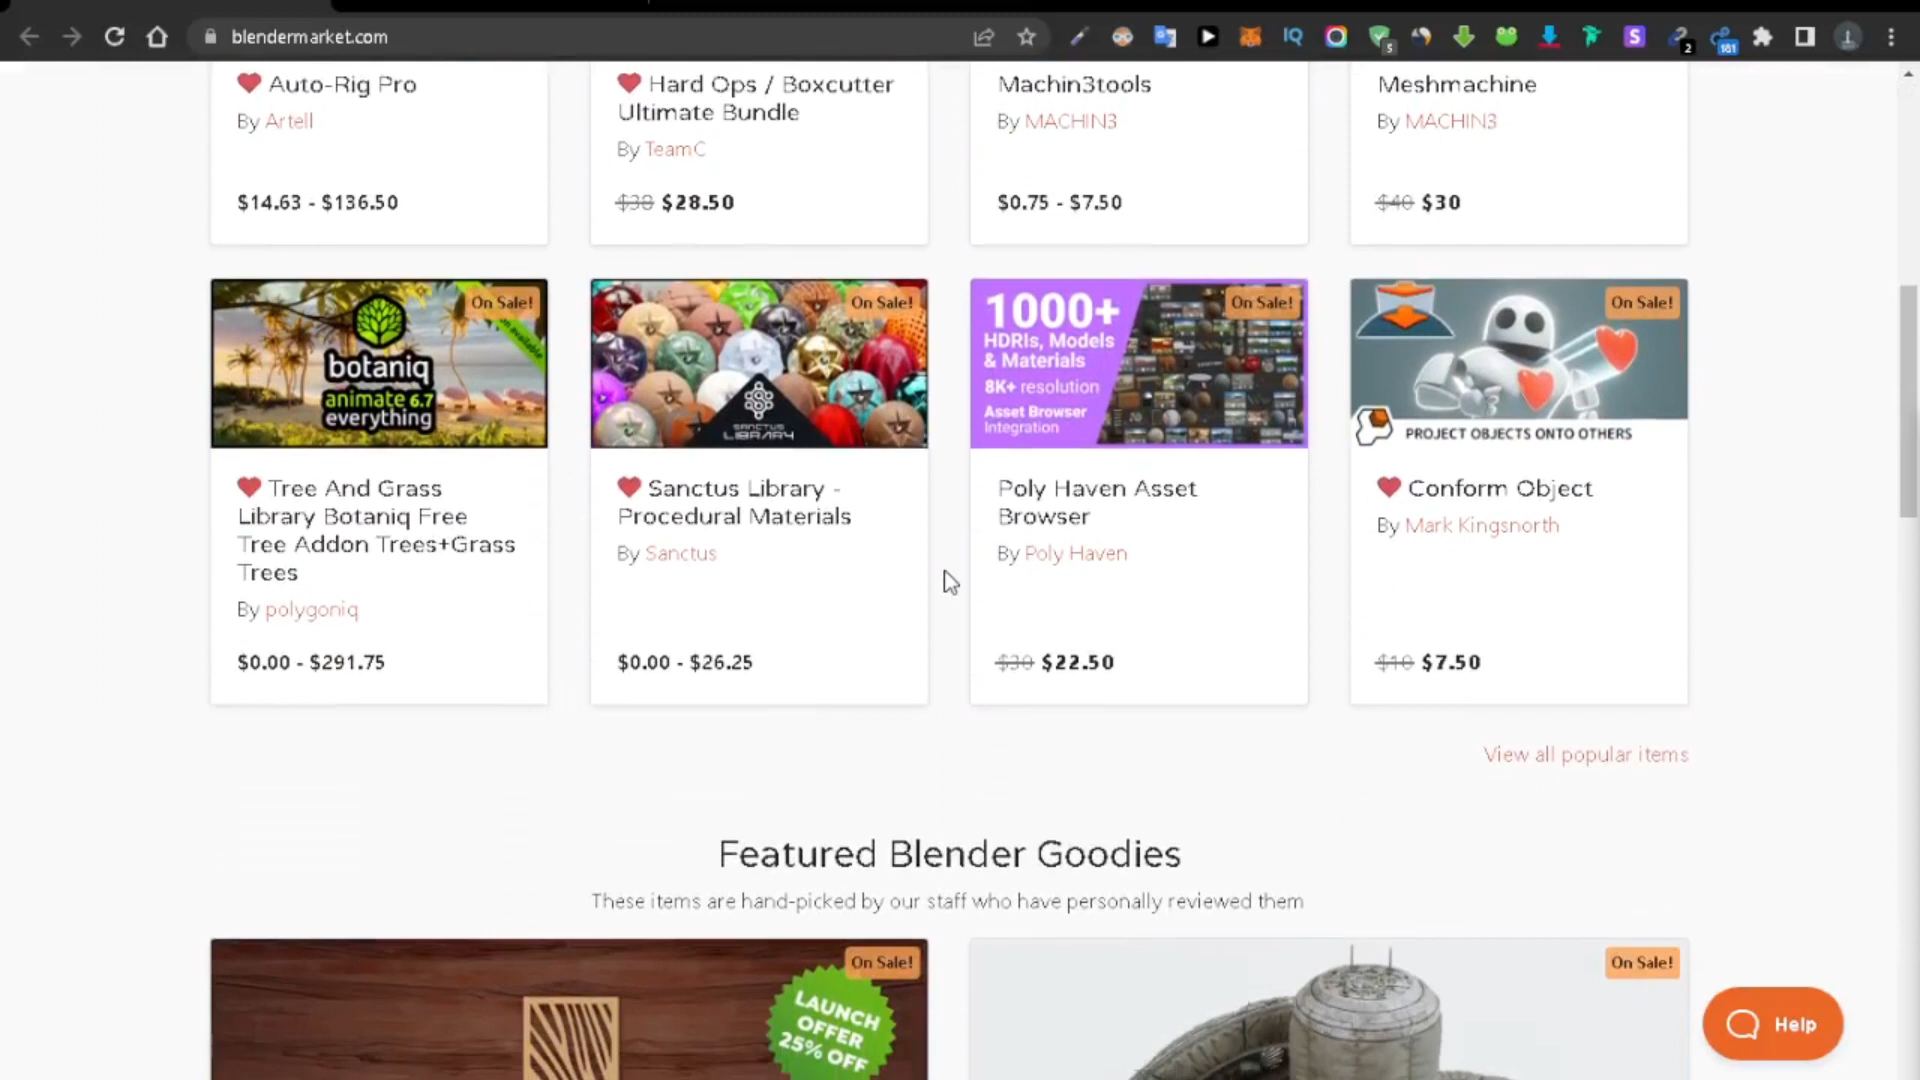 blendermarket.com
5
2
181
Auto-Rig Pro
By Artell
$14.63 - $136.50
Hard Ops / Boxcutter
Ultimate Bundle
By TeamC
$38 $28.50
Machin3tools
By MACHIN3
$0.75 - $7.50
Meshmachine
By MACHIN3
$40 $30
On Sale!
botaniq
animate 6.7
everything
Tree And Grass
Library Botaniq Free
Tree Addon Trees+Grass
Trees
By polygoniq
$0.00 - $291.75
On Sale!
SANCTUS
LIBRARY
Sanctus Library -
Procedural Materials
By Sanctus
$0.00 - $26.25
On Sale!
1000+
HDRIs, Models
& Materials
8K+ resolution
Asset Browser
Integration
Poly Haven Asset
Browser
By Poly Haven
$30 $22.50
On Sale!
PROJECT OBJECTS ONTO OTHERS
Conform Object
By Mark Kingsnorth
$10 $7.50
View all popular items
Featured Blender Goodies
These items are hand-picked by our staff who have personally reviewed them
On Sale!
LAUNCH
OFFER
25% OFF
On Sale!
Help